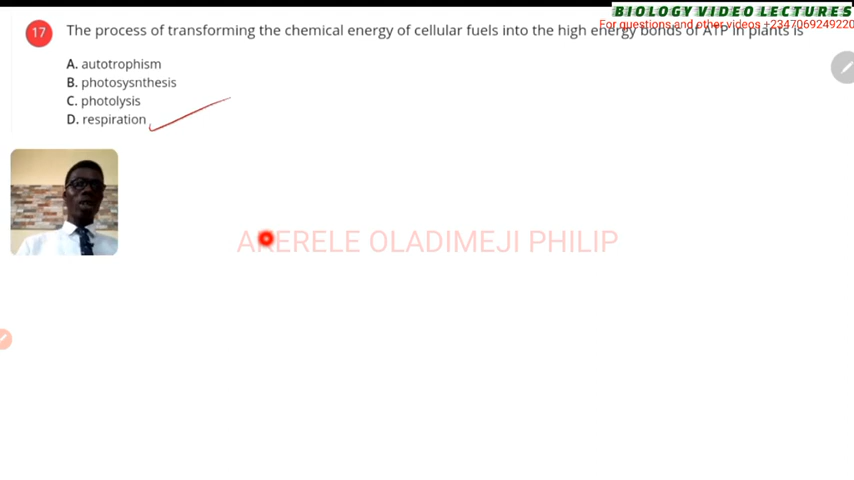 BIOLOGY VIDEO LECTURES
For questions and other videos +2347069249220
17 The process of transforming the chemical energy of cellular fuels into the high energy bonds of ATP in plants is
A. autotrophism
B. photosysnthesis
C. photolysis
D. respiration
AKERELE OLADIMEJI PHILIP